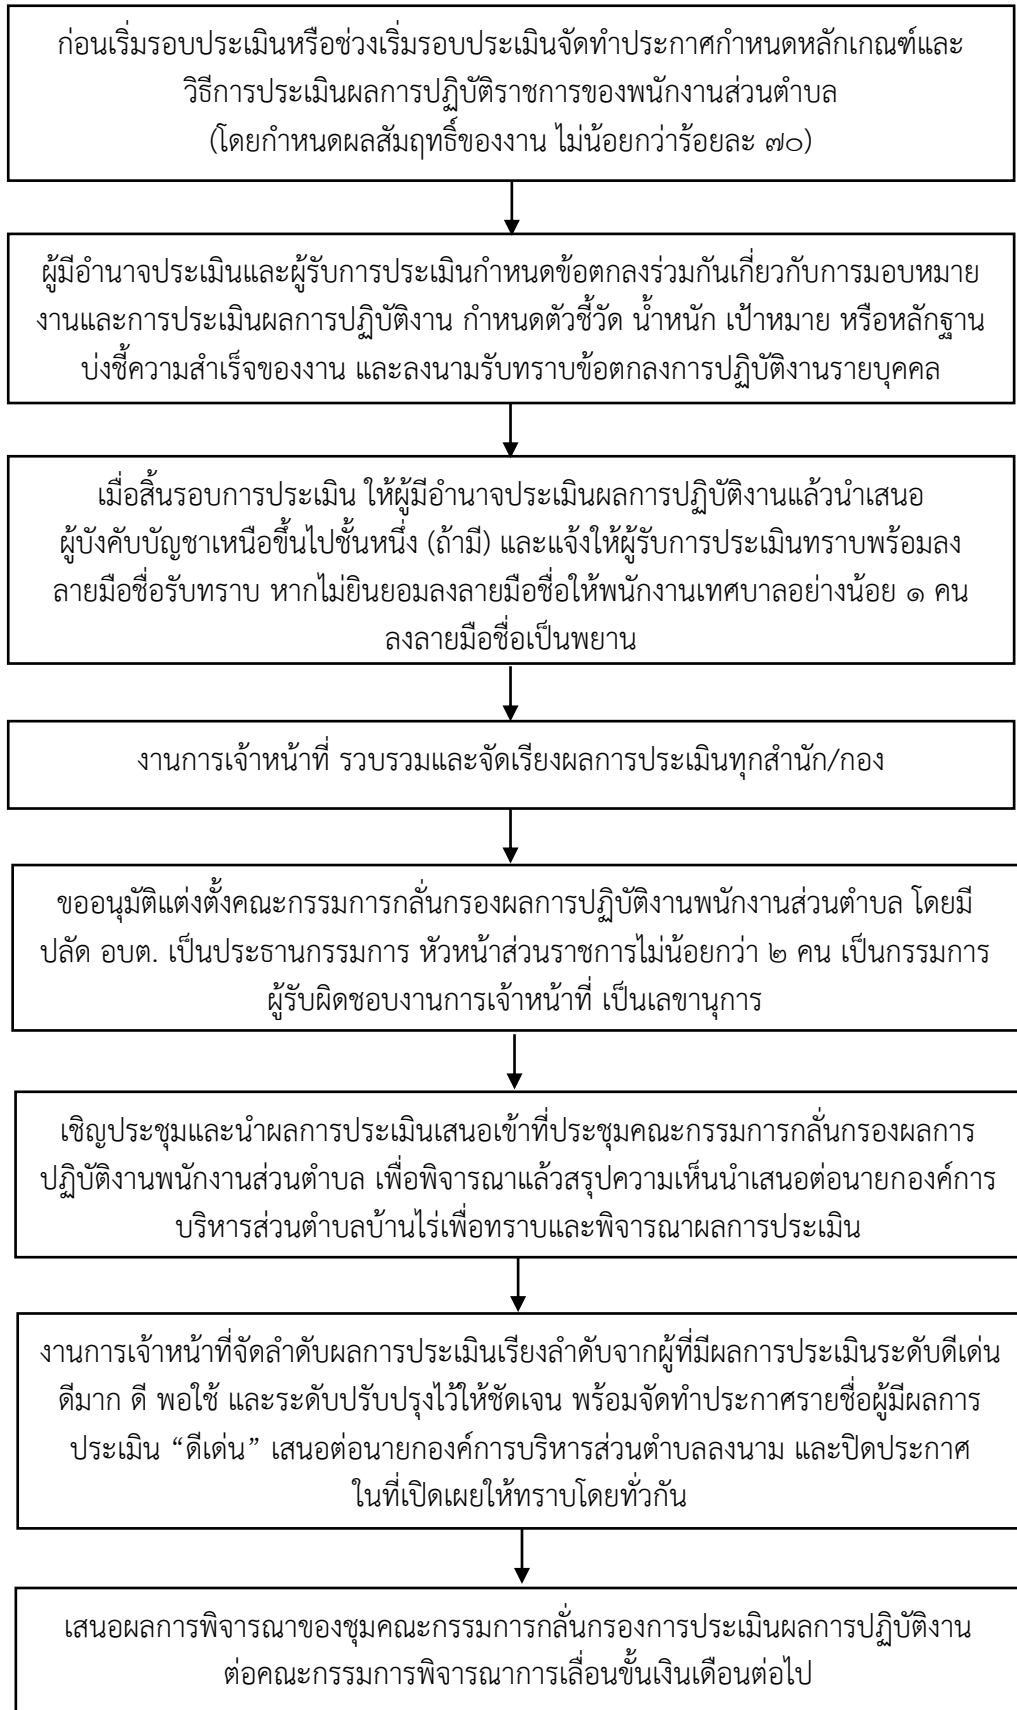 ก่อนเริ่มรอบประเมินหรือช่วงเริ่มรอบประเมินจัดทำประกาศกำหนดหลักเกณฑ์และ
วิธีการประเมินผลการปฏิบัติราชการของพนักงานส่วนตำบล
(โดยกำหนดผลสัมฤทธิ์ของงาน ไม่น้อยกว่าร้อยละ ๗๐)
ผู้มีอำนาจประเมินและผู้รับการประเมินกำหนดข้อตกลงร่วมกันเกี่ยวกับการมอบหมาย
งานและการประเมินผลการปฏิบัติงาน กำหนดตัวชี้วัด น้ำหนัก เป้าหมาย หรือหลักฐาน
บ่งชี้ความสำเร็จของงาน และลงนามรับทราบข้อตกลงการปฏิบัติงานรายบุคคล
เมื่อสิ้นรอบการประเมิน ให้ผู้มีอำนาจประเมินผลการปฏิบัติงานแล้วนำเสนอ
ผู้บังคับบัญชาเหนือขึ้นไปชั้นหนึ่ง (ถ้ามี) และแจ้งให้ผู้รับการประเมินทราบพร้อมลง
ลายมือชื่อรับทราบ หากไม่ยินยอมลงลายมือชื่อให้พนักงานเทศบาลอย่างน้อย ๑ คน
ลงลายมือชื่อเป็นพยาน
งานการเจ้าหน้าที่ รวบรวมและจัดเรียงผลการประเมินทุกสำนัก/กอง
ขออนุมัติแต่งตั้งคณะกรรมการกลั่นกรองผลการปฏิบัติงานพนักงานส่วนตำบล โดยมี
ปลัด อบต. เป็นประธานกรรมการ หัวหน้าส่วนราชการไม่น้อยกว่า ๒ คน เป็นกรรมการ
ผู้รับผิดชอบงานการเจ้าหน้าที่ เป็นเลขานุการ
เชิญประชุมและนำผลการประเมินเสนอเข้าที่ประชุมคณะกรรมการกลั่นกรองผลการ
ปฏิบัติงานพนักงานส่วนตำบล เพื่อพิจารณาแล้วสรุปความเห็นนำเสนอต่อนายกองค์การ
บริหารส่วนตำบลบ้านไร่เพื่อทราบและพิจารณาผลการประเมิน
งานการเจ้าหน้าที่จัดลำดับผลการประเมินเรียงลำดับจากผู้ที่มีผลการประเมินระดับดีเด่น
ดีมาก ดี พอใช้ และระดับปรับปรุงไว้ให้ชัดเจน พร้อมจัดทำประกาศรายชื่อผู้มีผลการ
ประเมิน “ดีเด่น” เสนอต่อนายกองค์การบริหารส่วนตำบลลงนาม และปิดประกาศ
ในที่เปิดเผยให้ทราบโดยทั่วกัน
เสนอผลการพิจารณาของชุมคณะกรรมการกลั่นกรองการประเมินผลการปฏิบัติงาน
ต่อคณะกรรมการพิจารณาการเลื่อนขั้นเงินเดือนต่อไป